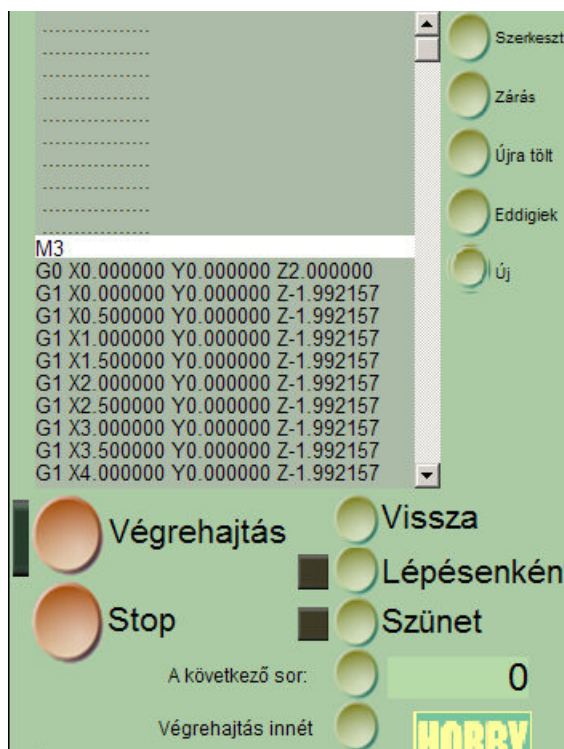 ...............
...............
...............
...............
...............
...............
...............
M3
G0 X0.000000 Y0.000000 Z2.000000
G1 X0.000000 Y0.000000 Z-1.992157
G1 X0.500000 Y0.000000 Z-1.992157
G1 X1.000000 Y0.000000 Z-1.992157
G1 X1.500000 Y0.000000 Z-1.992157
G1 X2.000000 Y0.000000 Z-1.992157
G1 X2.500000 Y0.000000 Z-1.992157
G1 X3.000000 Y0.000000 Z-1.992157
G1 X3.500000 Y0.000000 Z-1.992157
G1 X4.000000 Y0.000000 Z-1.992157
Szerkeszt
Zárás
Újra tölt
Eddigiek
Új
Végrehajtás
Vissza
Lépésenkén
Stop
Szünet
A következő sor:
0
Végrehajtás innét
HOBBY